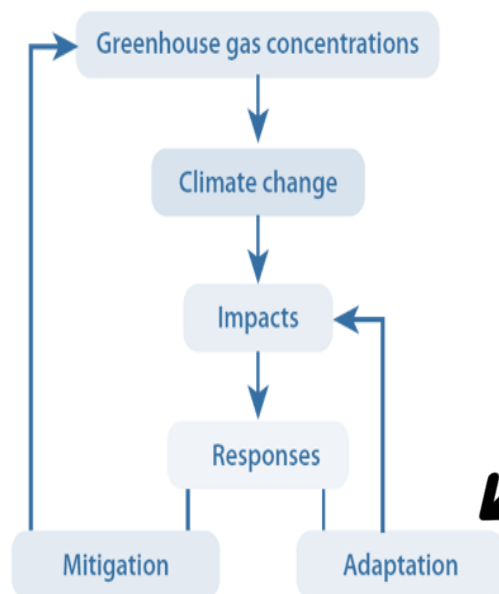 Greenhouse gas concentrations
Climate change
Impacts
Responses
Mitigation
Adaptation